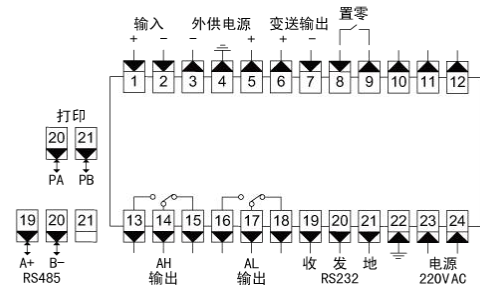 输入 外供电源 变送输出 置零
+ − − + + −
1 2 3 4 5 6 7 8 9 10 11 12
打印
20 21
PA PB
19 20 21 13 14 15 16 17 18 19 20 21 22 23 24
A+ B- AH AL 收 发 地 电源
RS485 输出 输出 RS232 220VAC